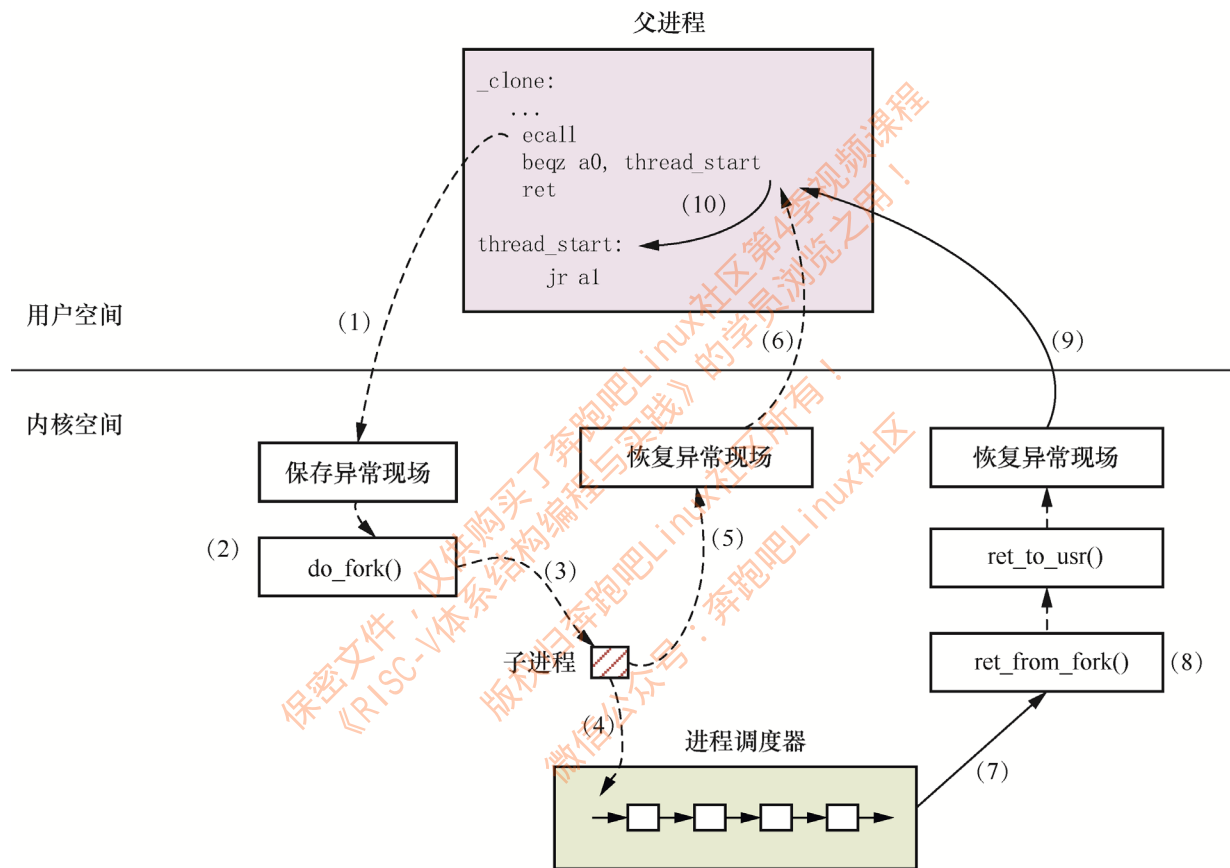 父进程
_clone:
...
ecall
beqz a0, thread_start
ret
(10)
thread_start:
jr a1
用户空间
(1)
(6)
(9)
内核空间
保存异常现场
恢复异常现场
恢复异常现场
(2)
do_fork()
(3)
(5)
ret_to_usr()
子进程
ret_from_fork()
(8)
(4)
进程调度器
(7)
保密文件，仅供购买了奔跑吧Linux社区第4季视频课程
《RISC-V体系结构编程与实践》的学员浏览之用！
版权归奔跑吧Linux社区所有！
微信公众号：奔跑吧Linux社区